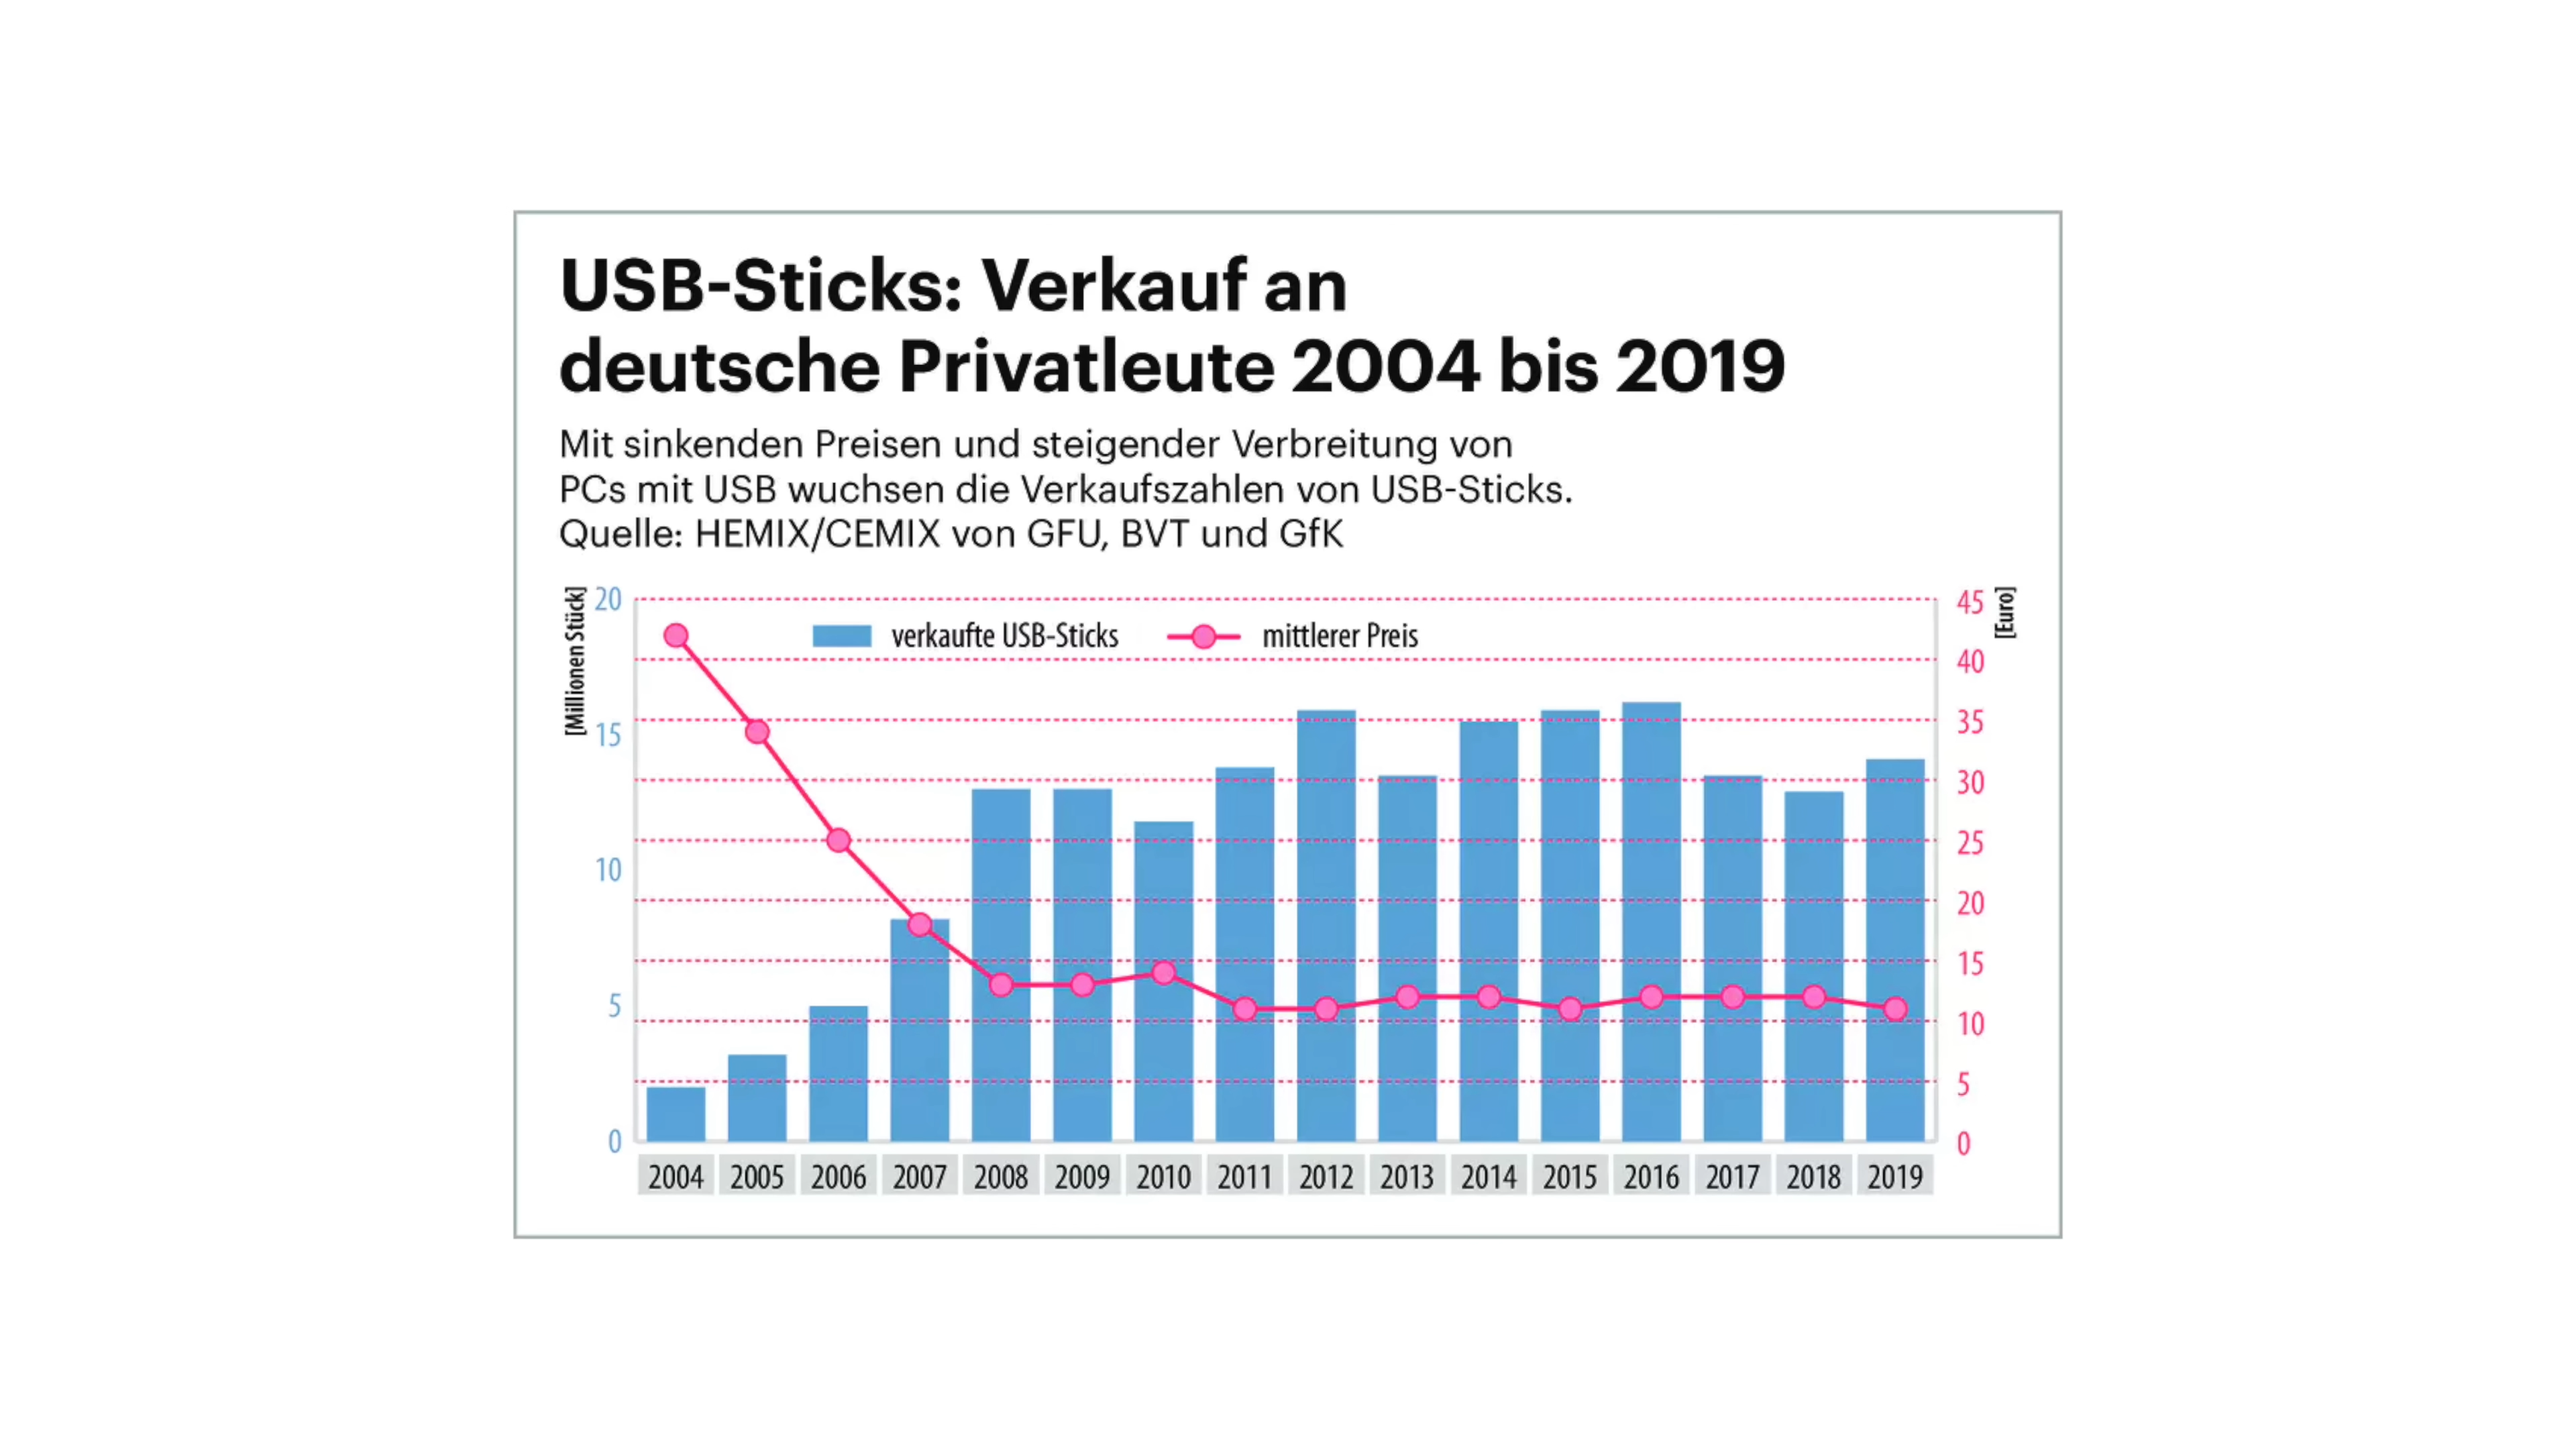 USB-Sticks: Verkauf an
deutsche Privatleute 2004 bis 2019
Mit sinkenden Preisen und steigender Verbreitung von
PCs mit USB wuchsen die Verkaufszahlen von USB-Sticks.
Quelle: HEMIX/CEMIX von GFU, BVT und GfK
[Millionen Stück]
20
15
10
5
0
verkaufte USB-Sticks
mittlerer Preis
[Euro]
45
40
35
30
25
20
15
10
5
0
2004 2005 2006 2007 2008 2009 2010 2011 2012 2013 2014 2015 2016 2017 2018 2019